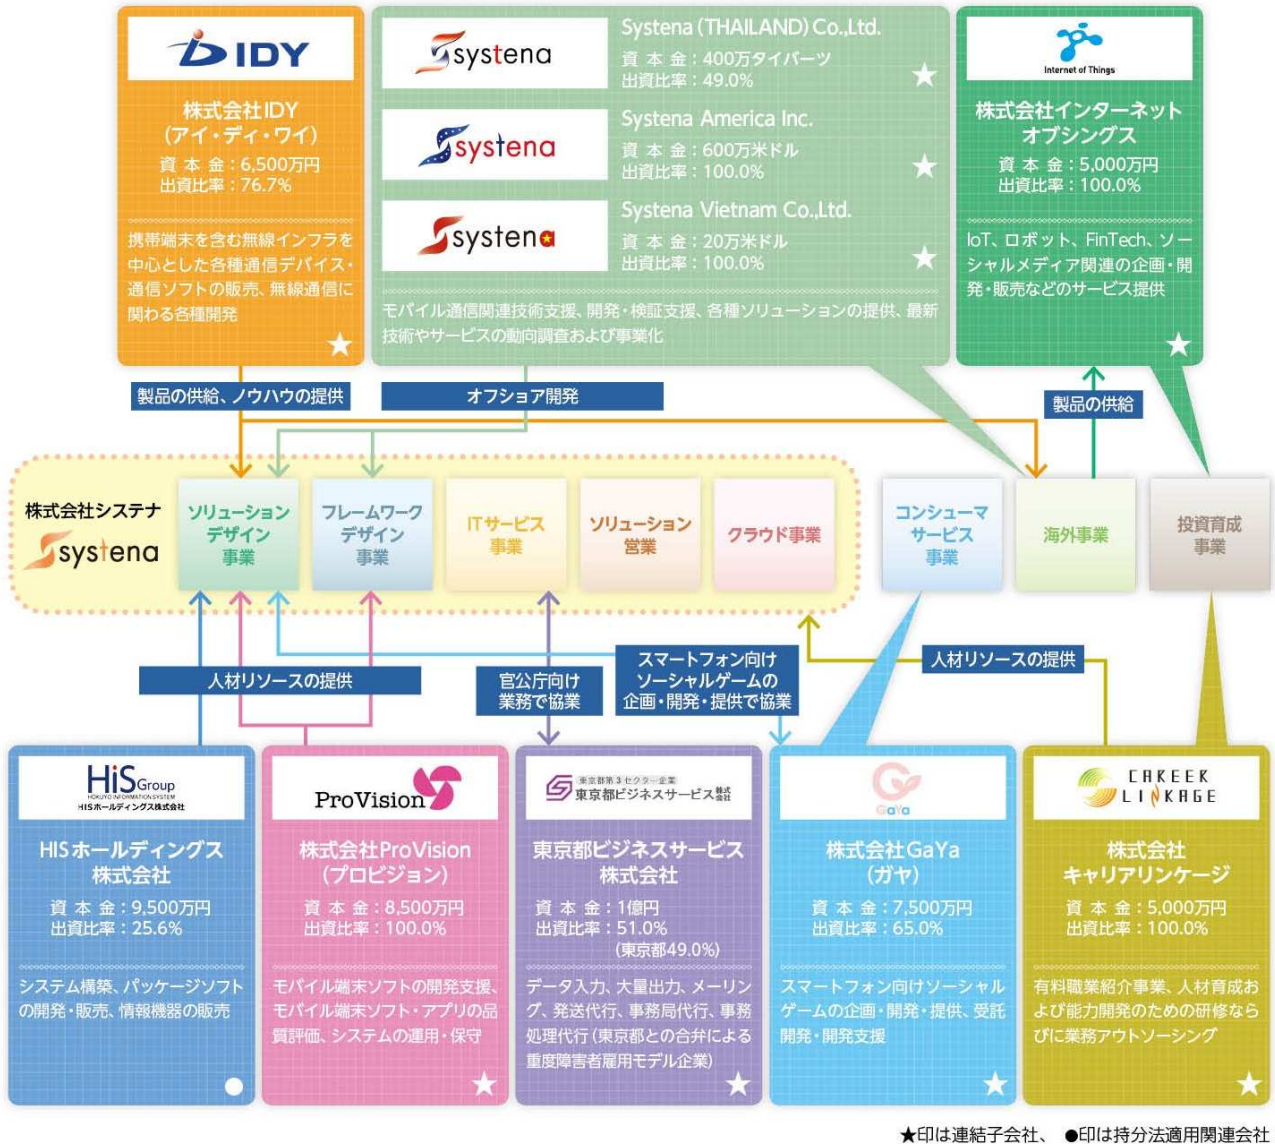 IDY
株式会社IDY
(アイ・ディ・ワイ)
資 本 金：6,500万円
出資比率：76.7%
携帯端末を含む無線インフラを
中心とした各種通信デバイス・
通信ソフトの販売、無線通信に
関わる各種開発
★
systena
Systena (THAILAND) Co.,Ltd.
資 本 金：400万タイバーツ
出資比率：49.0%
★
systena
Systena America Inc.
資 本 金：600万米ドル
出資比率：100.0%
★
systena
Systena Vietnam Co.,Ltd.
資 本 金：20万米ドル
出資比率：100.0%
★
モバイル通信関連技術支援、開発・検証支援、各種ソリューションの提供、最新
技術やサービスの動向調査および事業化
Internet of Things
株式会社インターネット
オブシングス
資 本 金：5,000万円
出資比率：100.0%
IoT、ロボット、FinTech、ソー
シャルメディア関連の企画・開
発・販売などのサービス提供
★
製品の供給、ノウハウの提供
オフショア開発
製品の供給
株式会社システナ
systena
ソリューション
デザイン
事業
フレームワーク
デザイン
事業
ITサービス
事業
ソリューション
営業
クラウド事業
コンシューマ
サービス
事業
海外事業
投資育成
事業
人材リソースの提供
官公庁向け
業務で協業
スマートフォン向け
ソーシャルゲームの
企画・開発・提供で協業
人材リソースの提供
HiS Group
HOKUYO INFORMATION SYSTEM
HISホールディングス株式会社
HISホールディングス
株式会社
資 本 金：9,500万円
出資比率：25.6%
システム構築、パッケージソフト
の開発・販売、情報機器の販売
●
ProVision
株式会社ProVision
(プロビジョン)
資 本 金：8,500万円
出資比率：100.0%
モバイル端末ソフトの開発支援、
モバイル端末ソフト・アプリの品
質評価、システムの運用・保守
★
東京都第3セクター企業
東京都ビジネスサービス株式会社
東京都ビジネスサービス
株式会社
資 本 金：1億円
出資比率：51.0%
(東京都49.0%)
データ入力、大量出力、メーリン
グ、発送代行、事務局代行、事務
処理代行（東京都との合弁による
重度障害者雇用モデル企業）
★
GaYa
株式会社GaYa
(ガヤ)
資 本 金：7,500万円
出資比率：65.0%
スマートフォン向けソーシャル
ゲームの企画・開発・提供、受託
開発・開発支援
★
CAREER
LINKAGE
株式会社
キャリアリンケージ
資 本 金：5,000万円
出資比率：100.0%
有料職業紹介事業、人材育成お
よび能力開発のための研修なら
びに業務アウトソーシング
★
★印は連結子会社、 ●印は持分法適用関連会社